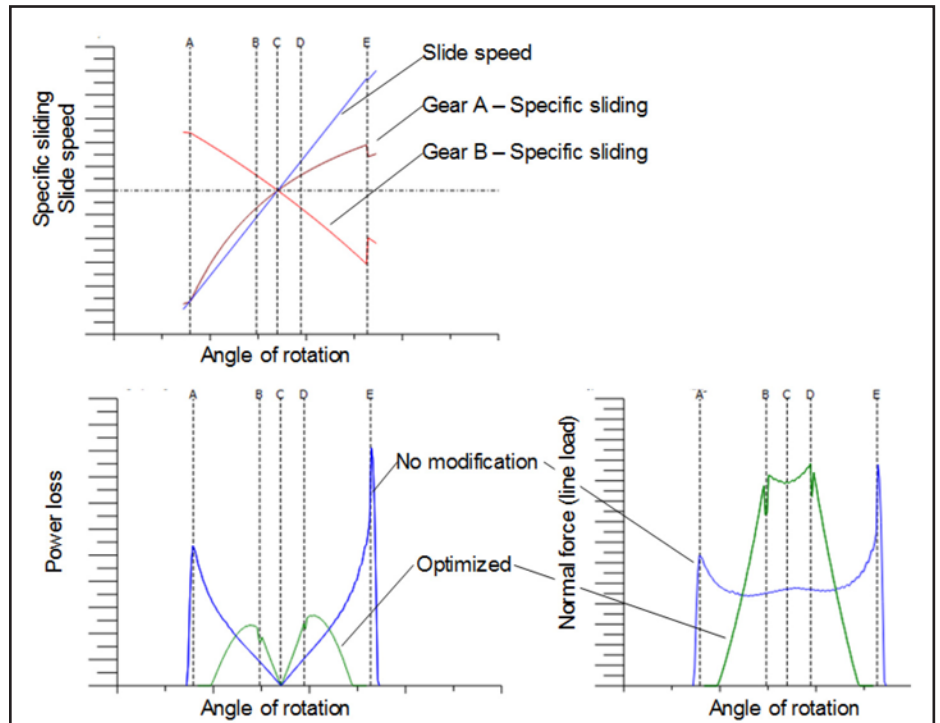 A B C D E
Slide speed
Gear A – Specific sliding
Gear B – Specific sliding
Specific sliding
Slide speed
Angle of rotation
A B C D E
No modification
Optimized
Power loss
Angle of rotation
A B C D E
Normal force (line load)
Angle of rotation